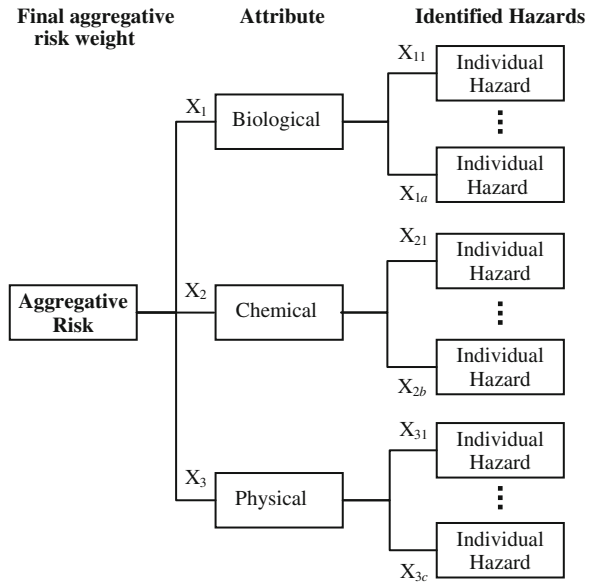 Final aggregative
risk weight
Attribute
Identified Hazards
X11
Individual
Hazard
X1
Biological
Individual
Hazard
X1a
X21
Individual
Hazard
X2
Aggregative
Risk
Chemical
Individual
Hazard
X2b
X31
Individual
Hazard
X3
Physical
Individual
Hazard
X3c